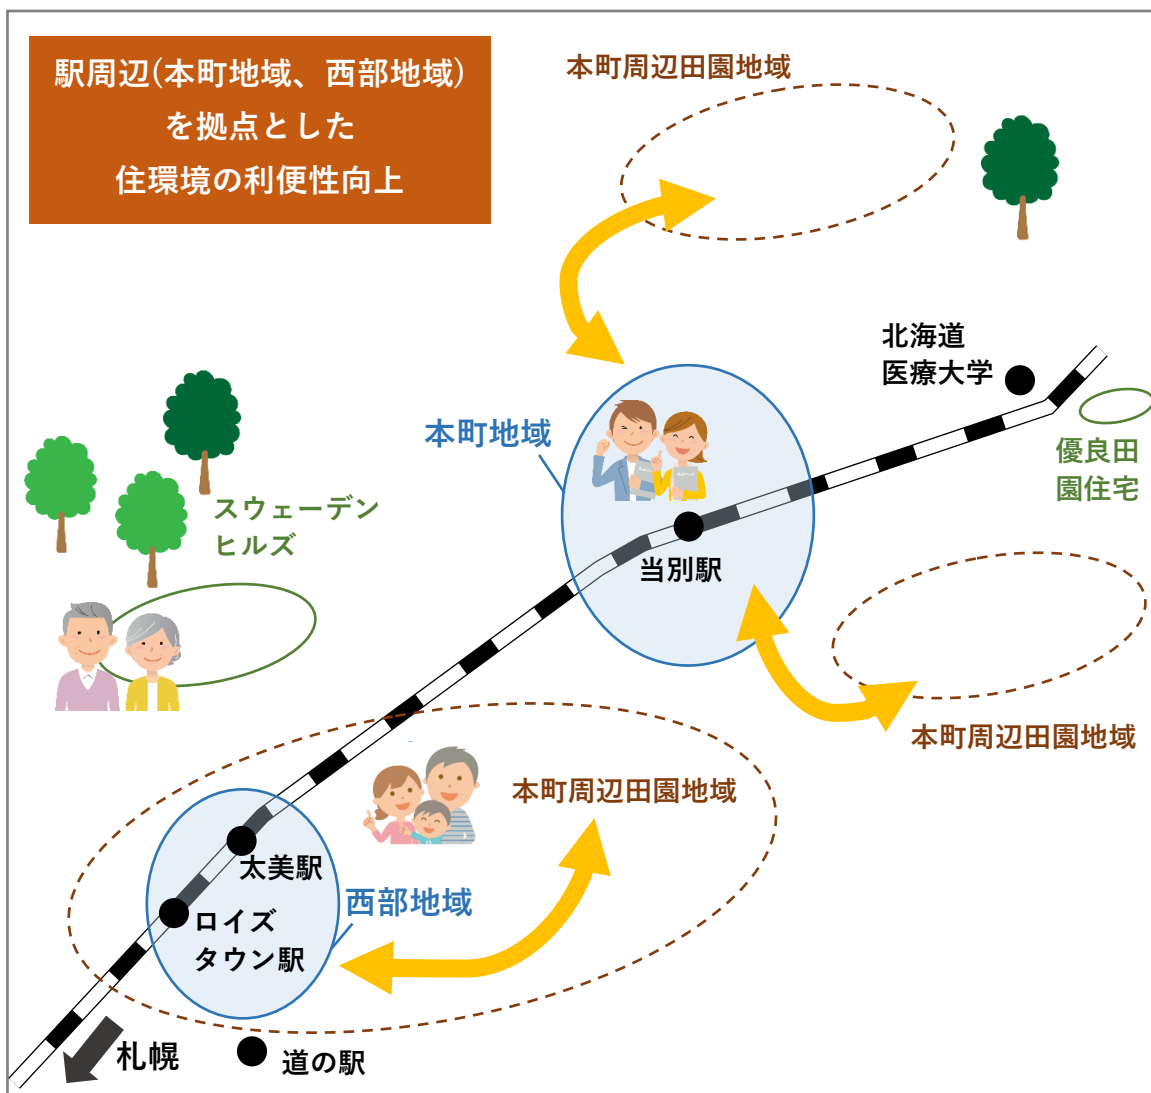 駅周辺(本町地域、西部地域)
を拠点とした
住環境の利便性向上
本町周辺田園地域
北海道
医療大学
本町地域
優良田
園住宅
スウェーデン
ヒルズ
当別駅
本町周辺田園地域
本町周辺田園地域
太美駅
西部地域
ロイズ
タウン駅
札幌
道の駅